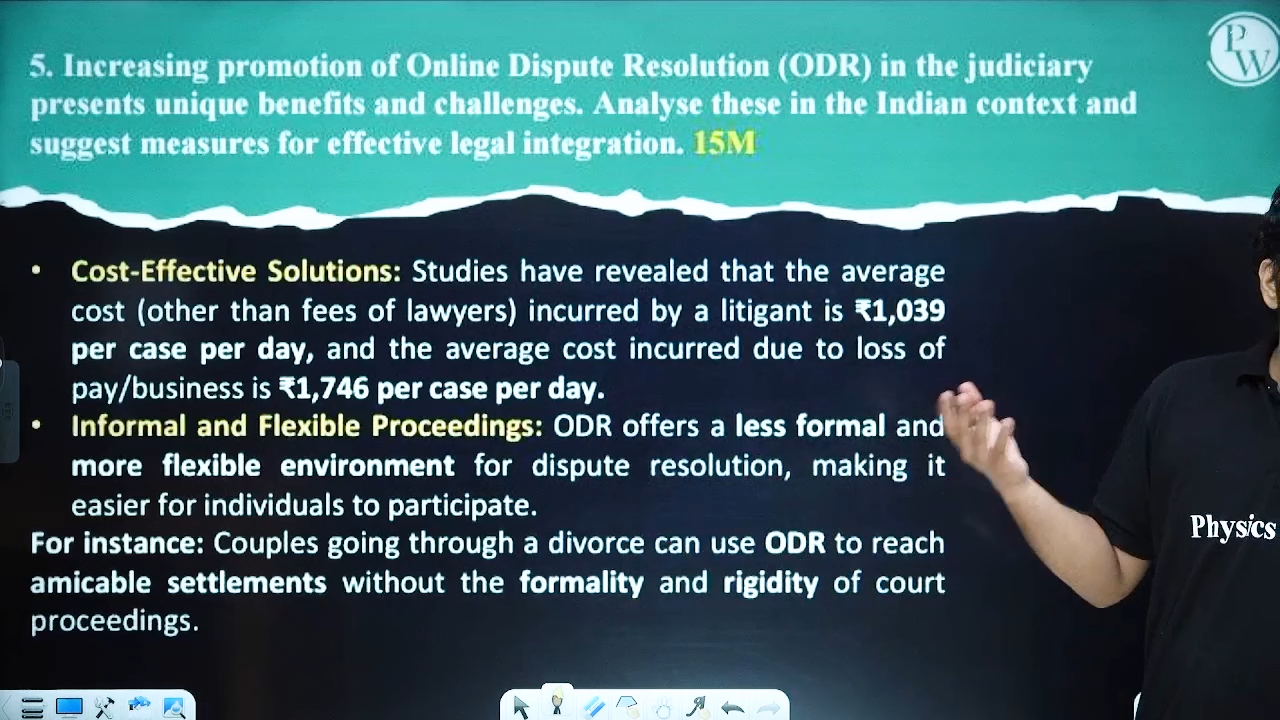 5. Increasing promotion of Online Dispute Resolution (ODR) in the judiciary
presents unique benefits and challenges. Analyse these in the Indian context and
suggest measures for effective legal integration. 15M
PW
• Cost-Effective Solutions: Studies have revealed that the average
cost (other than fees of lawyers) incurred by a litigant is ₹1,039
per case per day, and the average cost incurred due to loss of
pay/business is ₹1,746 per case per day.
• Informal and Flexible Proceedings: ODR offers a less formal and
more flexible environment for dispute resolution, making it
easier for individuals to participate.
For instance: Couples going through a divorce can use ODR to reach
amicable settlements without the formality and rigidity of court
proceedings.
Physics